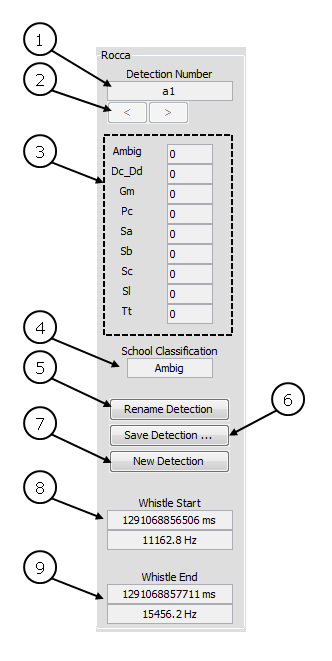 Rocca
1
Detection Number
a1
2
< >
3
Ambig 0
Dc_Dd 0
Gm 0
Pc 0
Sa 0
Sb 0
Sc 0
Sl 0
Tt 0
4
School Classification
Ambig
5
Rename Detection
6
Save Detection ...
7
New Detection
8
Whistle Start
1291068856506 ms
11162.8 Hz
9
Whistle End
1291068857711 ms
15456.2 Hz